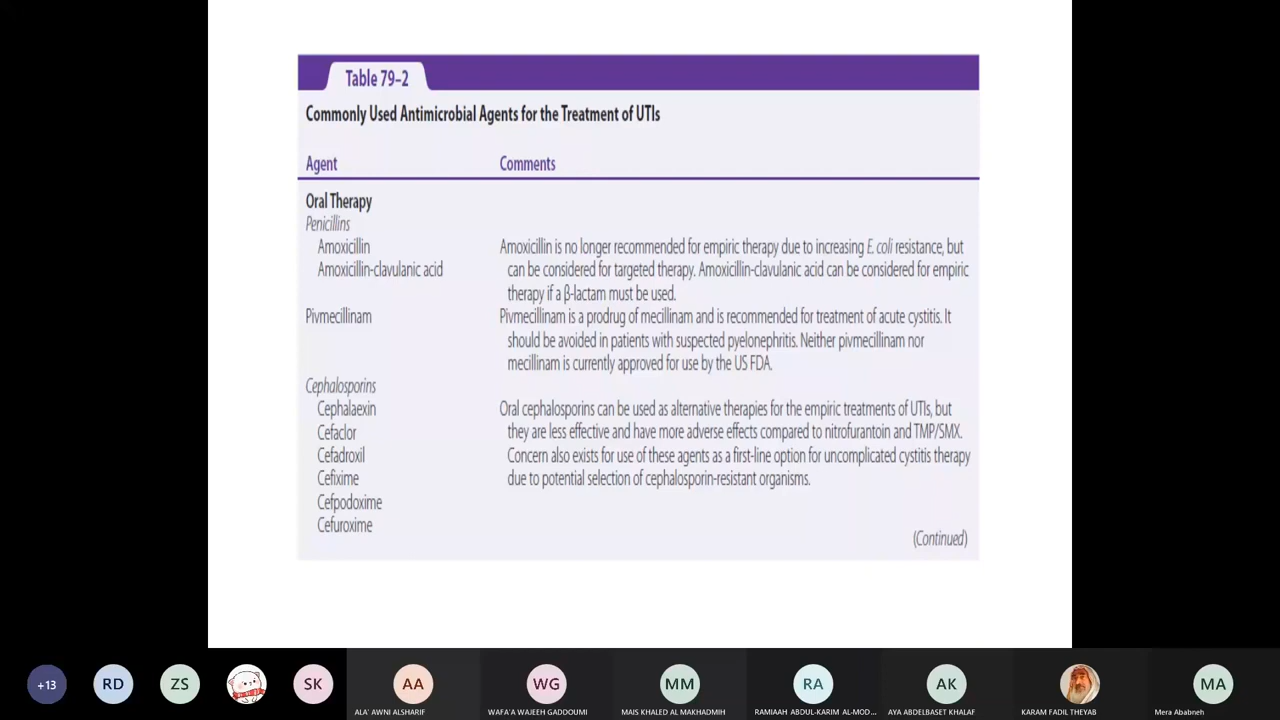 Table 79–2
Commonly Used Antimicrobial Agents for the Treatment of UTIs
Agent Comments
Oral Therapy
Penicillins
Amoxicillin Amoxicillin is no longer recommended for empiric therapy due to increasing E. coli resistance, but
Amoxicillin-clavulanic acid can be considered for targeted therapy. Amoxicillin-clavulanic acid can be considered for empiric
therapy if a β-lactam must be used.
Pivmecillinam Pivmecillinam is a prodrug of mecillinam and is recommended for treatment of acute cystitis. It
should be avoided in patients with suspected pyelonephritis. Neither pivmecillinam nor
mecillinam is currently approved for use by the US FDA.
Cephalosporins
Cephalaexin Oral cephalosporins can be used as alternative therapies for the empiric treatments of UTIs, but
Cefaclor they are less effective and have more adverse effects compared to nitrofurantoin and TMP/SMX.
Cefadroxil Concern also exists for use of these agents as a first-line option for uncomplicated cystitis therapy
Cefixime due to potential selection of cephalosporin-resistant organisms.
Cefpodoxime
Cefuroxime
(Continued)
+13 RD ZS SK AA WG MM RA AK MA
ALA' AWNI ALSHARIF WAFA'A WAJEEH GADDOUMI MAIS KHALED AL MAKHADMIH RAMIAAH ABDUL-KARIM AL-MOD... AYA ABDELBASET KHALAF KARAM FADIL THEYAB Mera Ababneh